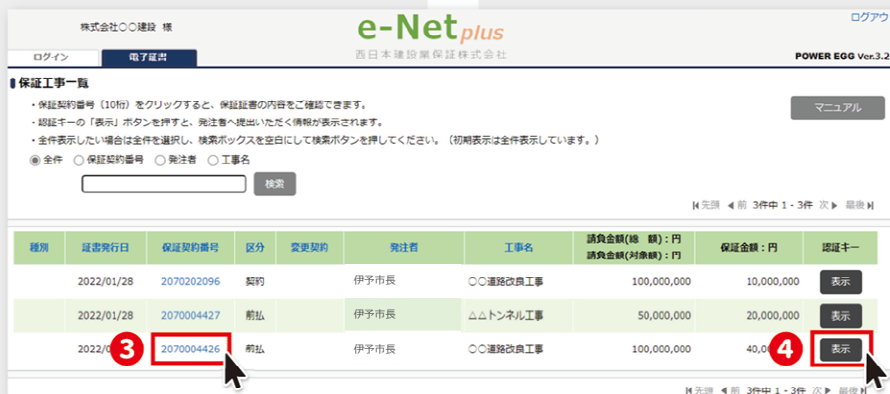 株式会社〇〇建設 様
e-Net plus
ログアウ
西日本建設業保証株式会社
ログイン
電子証書
POWER EGG Ver.3.2
保証工事一覧
・保証契約番号（10桁）をクリックすると、保証証書の内容をご確認できます。
・認証キーの「表示」ボタンを押すと、発注者へ提出いただく情報が表示されます。
・全件表示したい場合は全件を選択し、検索ボックスを空白にして検索ボタンを押してください。（初期表示は全件表示しています。）
マニュアル
全件 保証契約番号 発注者 工事名
検索
先頭 前 3件中 1 - 3件 次 最後
種別 証書発行日 保証契約番号 区分 変更契約 発注者 工事名 請負金額(総 額)：円 請負金額(対象額)：円 保証金額：円 認証キー
2022/01/28 2070202096 契約 伊予市長 〇〇道路改良工事 100,000,000 10,000,000 表示
2022/01/28 2070004427 前払 伊予市長 △△トンネル工事 50,000,000 20,000,000 表示
2022/0 3 2070004426 前払 伊予市長 〇〇道路改良工事 100,000,000 40,0 4 表示
先頭 前 3件中 1 - 3件 次 最後